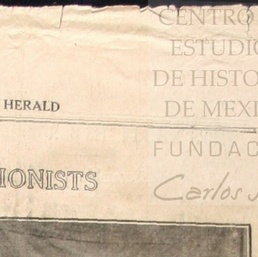 CENTRO
ESTUDIO
DE HISTO
DE MEXI
FUNDAC
Carlos
HERALD
IONISTS